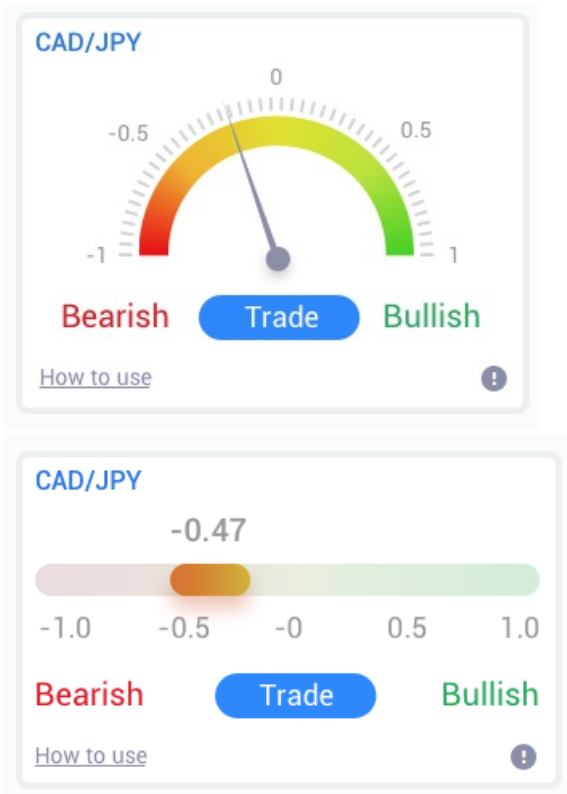 CAD/JPY
0
-0.5 0.5
-1 1
Bearish Trade Bullish
How to use !
CAD/JPY
-0.47
-1.0 -0.5 -0 0.5 1.0
Bearish Trade Bullish
How to use !